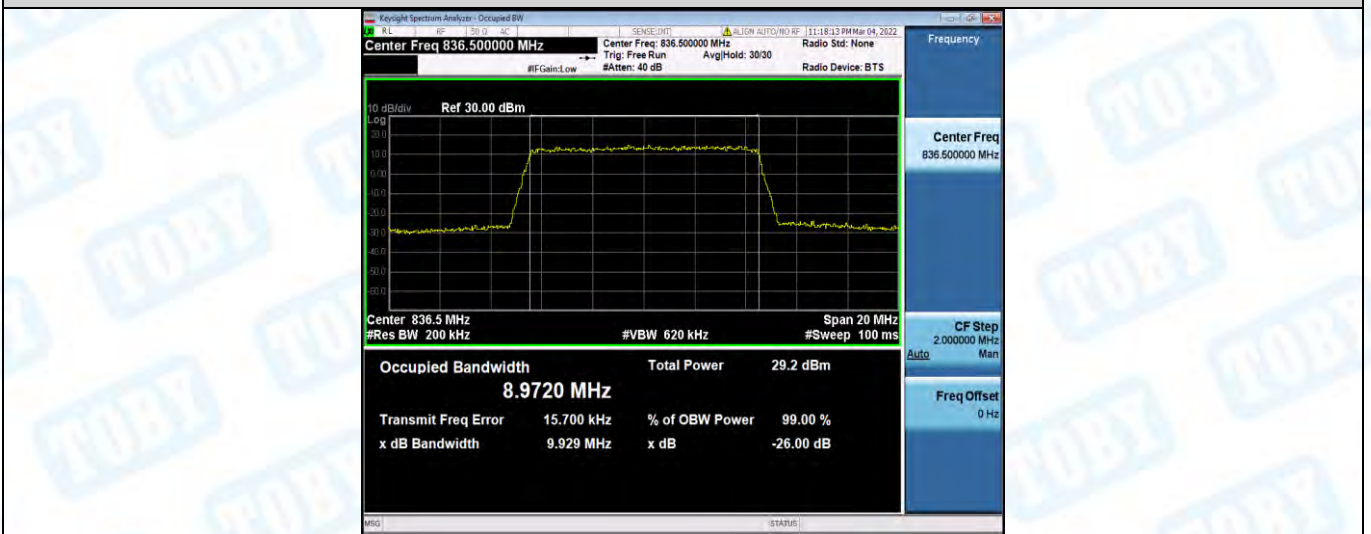 Keysight Spectrum Analyzer - Occupied BW
RL RF 50 Ω AC SENSE:INT ALIGN AUTO/NO RF 11:18:13 PM Mar 04, 2022
Center Freq 836.500000 MHz Center Freq: 836.500000 MHz Radio Std: None
Trig: Free Run Avg|Hold: 30/30
#IFGain:Low #Atten: 40 dB Radio Device: BTS
Frequency
10 dB/div Ref 30.00 dBm
Log
20.0
10.0
0.00
-10.0
-20.0
-30.0
-40.0
-50.0
-60.0
Center 836.5 MHz Span 20 MHz
#Res BW 200 kHz #VBW 620 kHz #Sweep 100 ms
Center Freq
836.500000 MHz
CF Step
2.000000 MHz
Auto Man
Freq Offset
0 Hz
Occupied Bandwidth Total Power 29.2 dBm
8.9720 MHz
Transmit Freq Error 15.700 kHz % of OBW Power 99.00 %
x dB Bandwidth 9.929 MHz x dB -26.00 dB
MSG STATUS
TOBY
TOBY
TOBY
TOBY
TOBY
TOBY